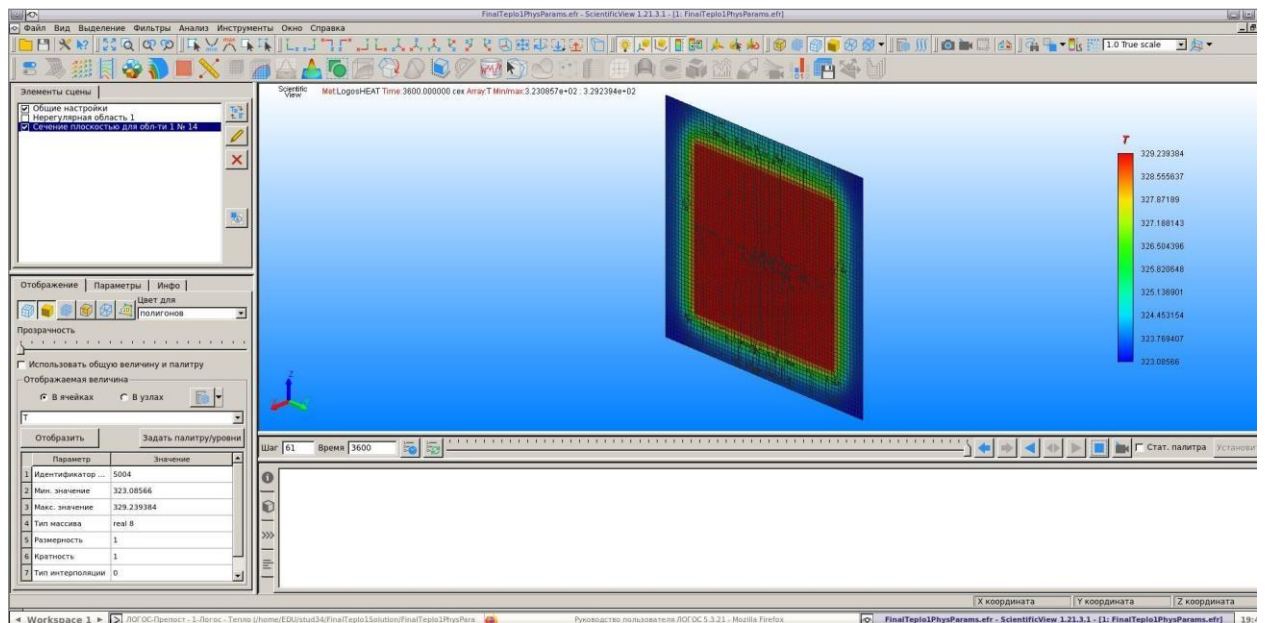 FinalTeplo1PhysParams.efr - ScientificView 1.21.3.1 - [1: FinalTeplo1PhysParams.efr]
Файл Вид Выделение Фильтры Анализ Инструменты Окно Справка
1.0 True scale
Элементы сцены
Общие настройки
Нерегулярная область 1
Сечение плоскостью для обл-ти 1 № 14
Scientific View
Met:LogosHEAT Time:3600.000000 сек Array:T Min/max:3.230857e+02 : 3.292394e+02
T
329.239384
328.555637
327.87189
327.188143
326.504396
325.820648
325.136901
324.453154
323.769407
323.08566
Отображение Параметры Инфо
Цвет для
полигонов
Прозрачность
Использовать общую величину и палитру
Отображаемая величина
В ячейках В узлах
T
Отобразить Задать палитру/уровни
Параметр Значение
1 Идентификатор ... 5004
2 Мин. значение 323.08566
3 Макс. значение 329.239384
4 Тип массива real 8
5 Размерность 1
6 Кратность 1
7 Тип интерполяции 0
Z
Шаг 61 Время 3600 Стат. палитра Установи
X координата Y координата Z координата
Workspace 1 ЛОГОС-Препост - 1-Логос - Тепло (/home/EDU/stud34/FinalTeplo1Solution/FinalTeplo1PhysPara Руководство пользователя ЛОГОС 5.3.21 - Mozilla Firefox FinalTeplo1PhysParams.efr - ScientificView 1.21.3.1 - [1: FinalTeplo1PhysParams.efr]